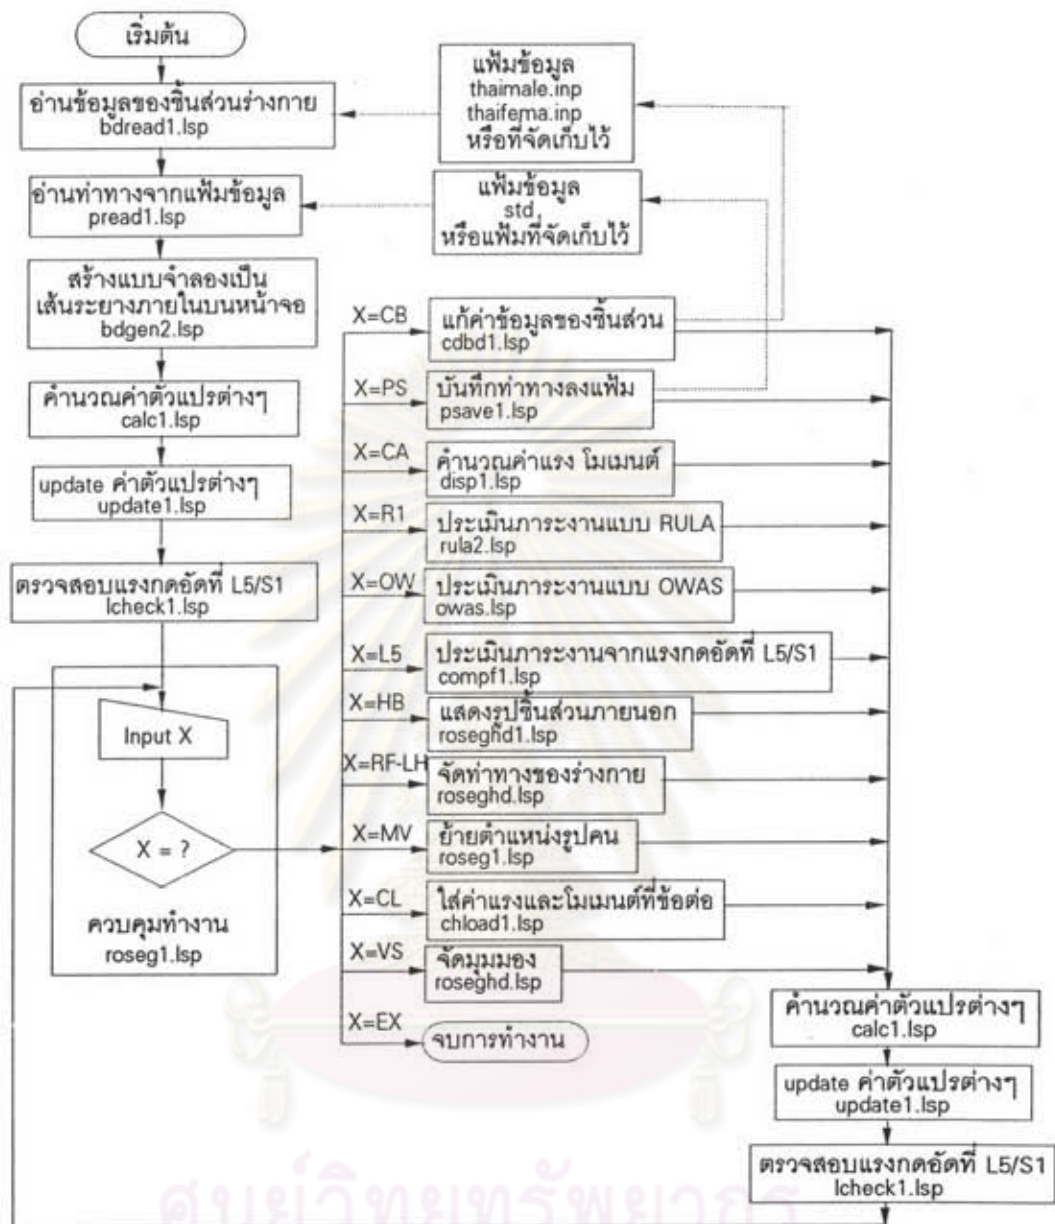 เริ่มต้น
อ่านข้อมูลของชิ้นส่วนร่างกาย
bdread1.lsp
แฟ้มข้อมูล
thaimale.inp
thaifema.inp
หรือที่จัดเก็บไว้
อ่านท่าทางจากแฟ้มข้อมูล
pread1.lsp
แฟ้มข้อมูล
std,
หรือแฟ้มที่จัดเก็บไว้
สร้างแบบจำลองเป็น
เส้นระยางภายในบนหน้าจอ
bdgen2.lsp
คำนวณค่าตัวแปรต่างๆ
calc1.lsp
update ค่าตัวแปรต่างๆ
update1.lsp
ตรวจสอบแรงกดอัดที่ L5/S1
lcheck1.lsp
Input X
X = ?
ควบคุมทำงาน
roseg1.lsp
X=CB
แก้ค่าข้อมูลของชิ้นส่วน
cdbd1.lsp
X=PS
บันทึกท่าทางลงแฟ้ม
psave1.lsp
X=CA
คำนวณค่าแรง โมเมนต์
disp1.lsp
X=R1
ประเมินภาระงานแบบ RULA
rula2.lsp
X=OW
ประเมินภาระงานแบบ OWAS
owas.lsp
X=L5
ประเมินภาระงานจากแรงกดอัดที่ L5/S1
compf1.lsp
X=HB
แสดงรูปชิ้นส่วนภายนอก
roseghd1.lsp
X=RF-LH
จัดท่าทางของร่างกาย
roseghd.lsp
X=MV
ย้ายตำแหน่งรูปคน
roseg1.lsp
X=CL
ใส่ค่าแรงและโมเมนต์ที่ข้อต่อ
chload1.lsp
X=VS
จัดมุมมอง
roseghd.lsp
X=EX
จบการทำงาน
คำนวณค่าตัวแปรต่างๆ
calc1.lsp
update ค่าตัวแปรต่างๆ
update1.lsp
ตรวจสอบแรงกดอัดที่ L5/S1
lcheck1.lsp
ศูนย์วิทยทรัพยากร